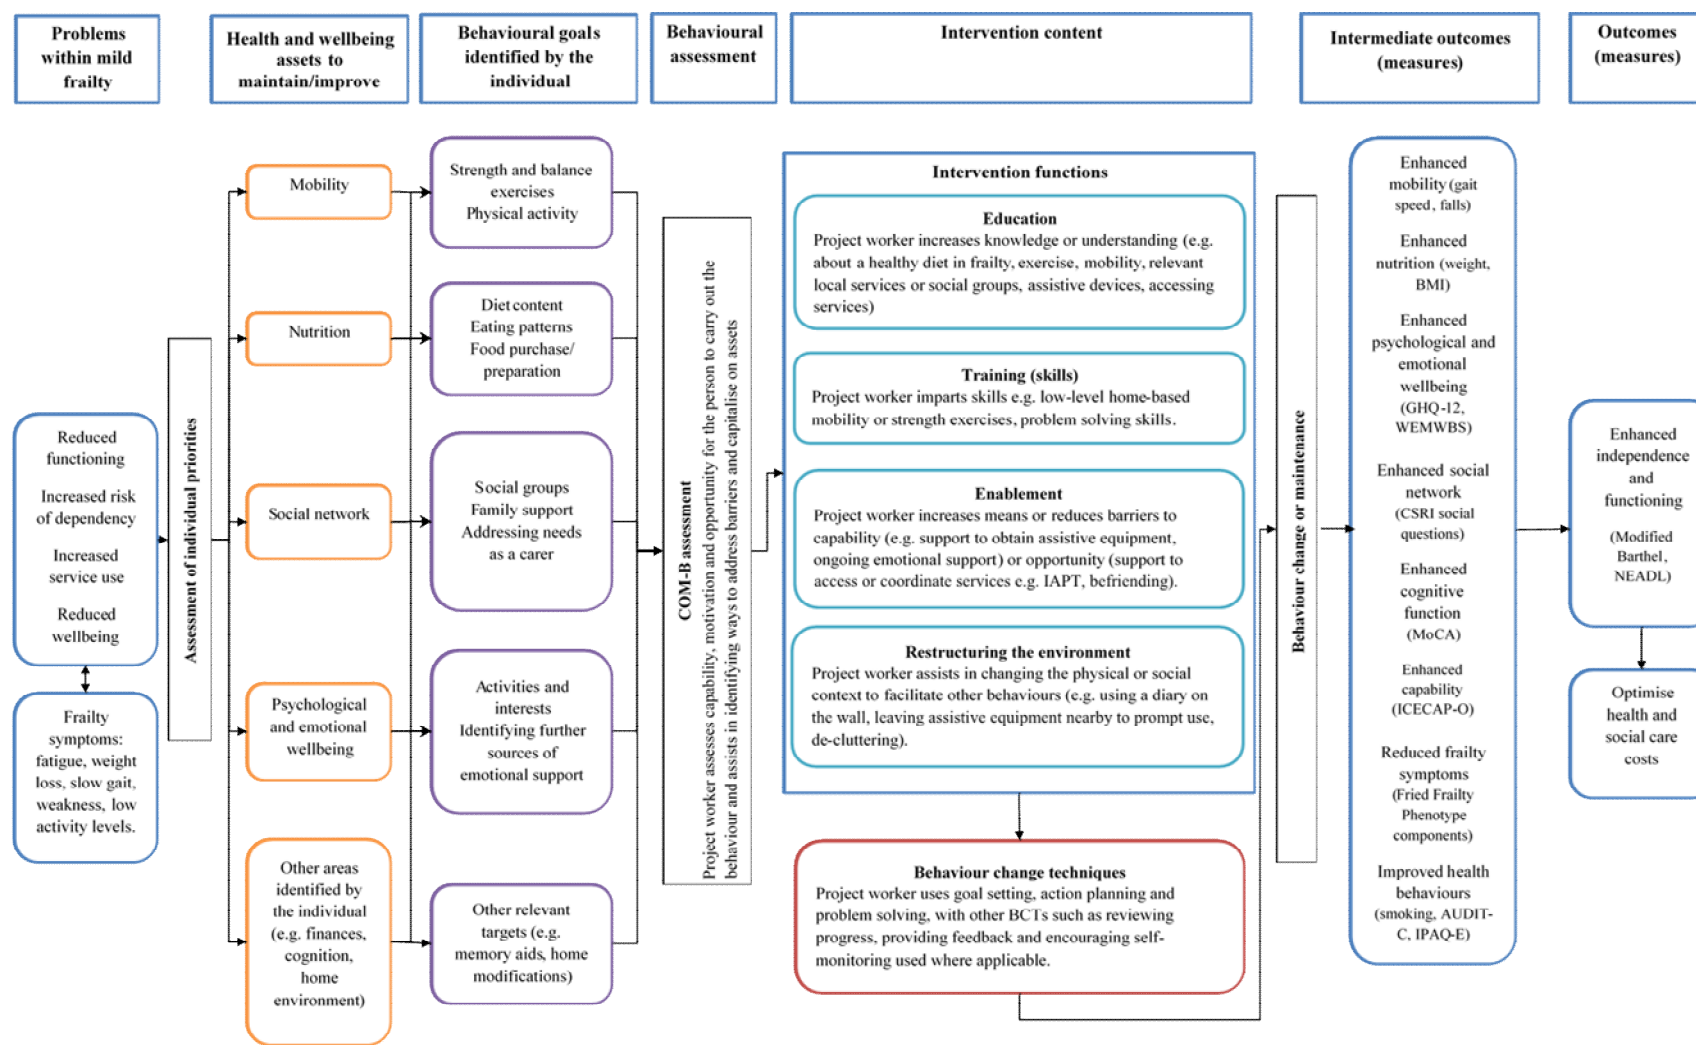 Problems
within mild
frailty
Health and wellbeing
assets to
maintain/improve
Behavioural goals
identified by the
individual
Behavioural
assessment
Intervention content
Intermediate outcomes
(measures)
Outcomes
(measures)
Reduced
functioning
Increased risk
of dependency
Increased
service use
Reduced
wellbeing
Frailty
symptoms:
fatigue, weight
loss, slow gait,
weakness, low
activity levels.
Assessment of individual priorities
Mobility
Nutrition
Social network
Psychological
and emotional
wellbeing
Other areas
identified by
the individual
(e.g. finances,
cognition,
home
environment)
Strength and balance
exercises
Physical activity
Diet content
Eating patterns
Food purchase/
preparation
Social groups
Family support
Addressing needs
as a carer
Activities and
interests
Identifying further
sources of
emotional support
Other relevant
targets (e.g.
memory aids, home
modifications)
COM-B assessment
Project worker assesses capability, motivation and opportunity for the person to carry out the
behaviour and assists in identifying ways to address barriers and capitalise on assets
Intervention functions
Education
Project worker increases knowledge or understanding (e.g.
about a healthy diet in frailty, exercise, mobility, relevant
local services or social groups, assistive devices, accessing
services)
Training (skills)
Project worker imparts skills e.g. low-level home-based
mobility or strength exercises, problem solving skills.
Enablement
Project worker increases means or reduces barriers to
capability (e.g. support to obtain assistive equipment,
ongoing emotional support) or opportunity (support to
access or coordinate services e.g. IAPT, befriending).
Restructuring the environment
Project worker assists in changing the physical or social
context to facilitate other behaviours (e.g. using a diary on
the wall, leaving assistive equipment nearby to prompt use,
de-cluttering).
Behaviour change techniques
Project worker uses goal setting, action planning and
problem solving, with other BCTs such as reviewing
progress, providing feedback and encouraging self-
monitoring used where applicable.
Behaviour change or maintenance
Enhanced
mobility (gait
speed, falls)
Enhanced
nutrition (weight,
BMI)
Enhanced
psychological and
emotional
wellbeing
(GHQ-12,
WEMWBS)
Enhanced social
network
(CSRI social
questions)
Enhanced
cognitive
function
(MoCA)
Enhanced
capability
(ICECAP-O)
Reduced frailty
symptoms
(Fried Frailty
Phenotype
components)
Improved health
behaviours
(smoking, AUDIT-
C, IPAQ-E)
Enhanced
independence
and
functioning
(Modified
Barthel,
NEADL)
Optimise
health and
social care
costs